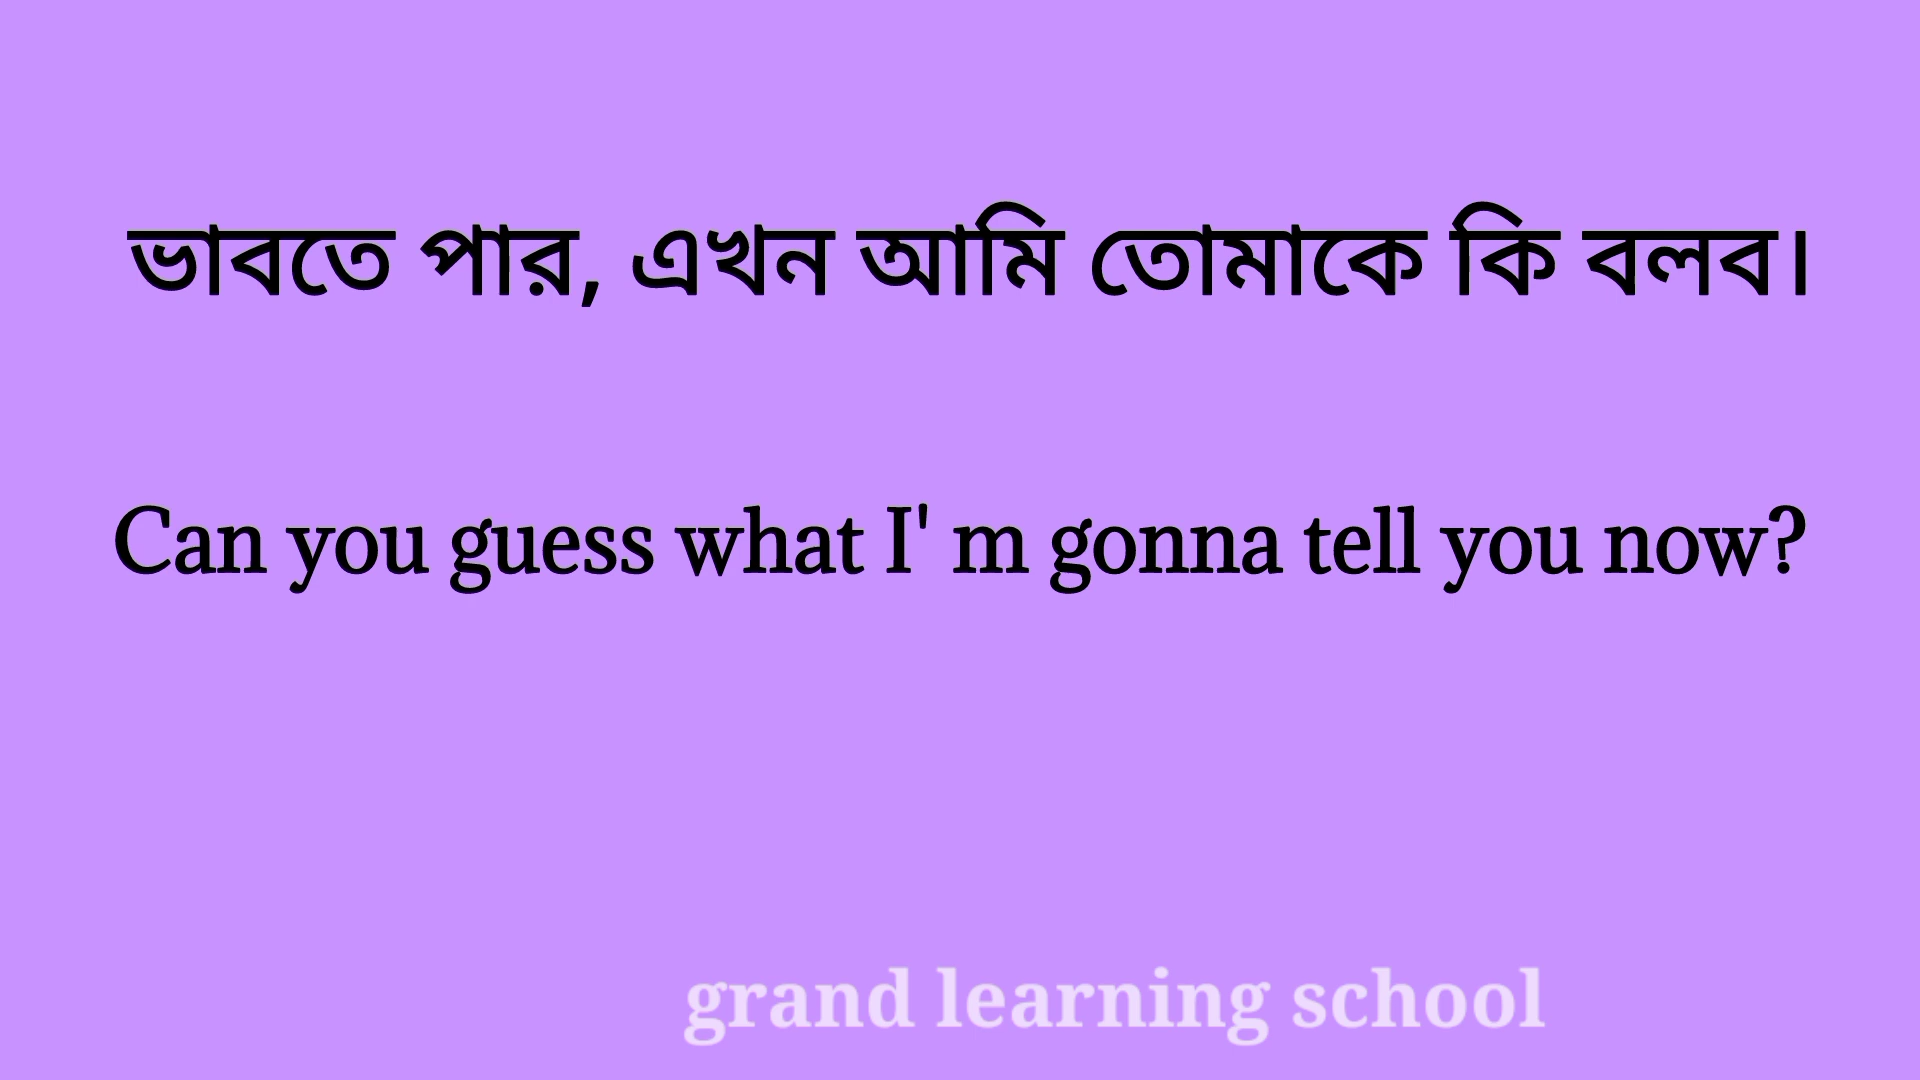 ভাবতে পার, এখন আমি তোমাকে কি বলব।
Can you guess what I' m gonna tell you now?
grand learning school